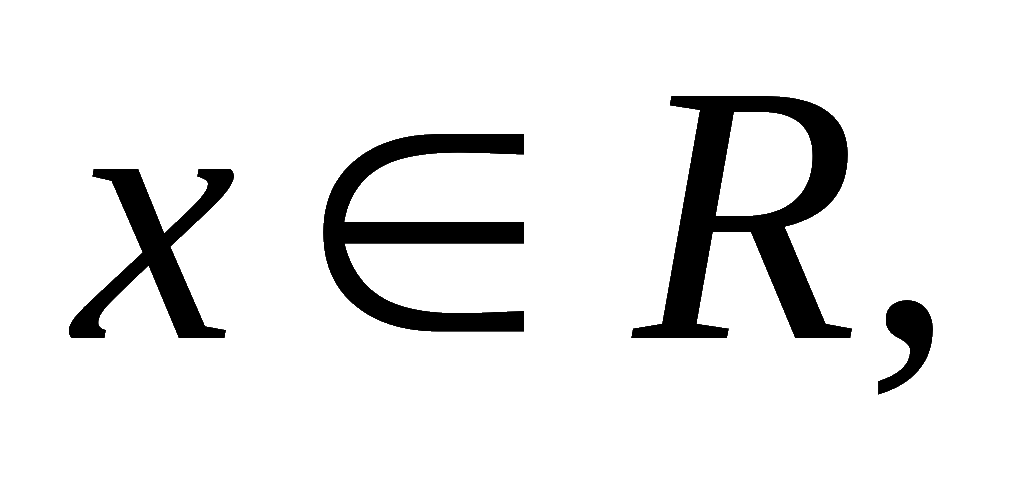 x ∈ R,